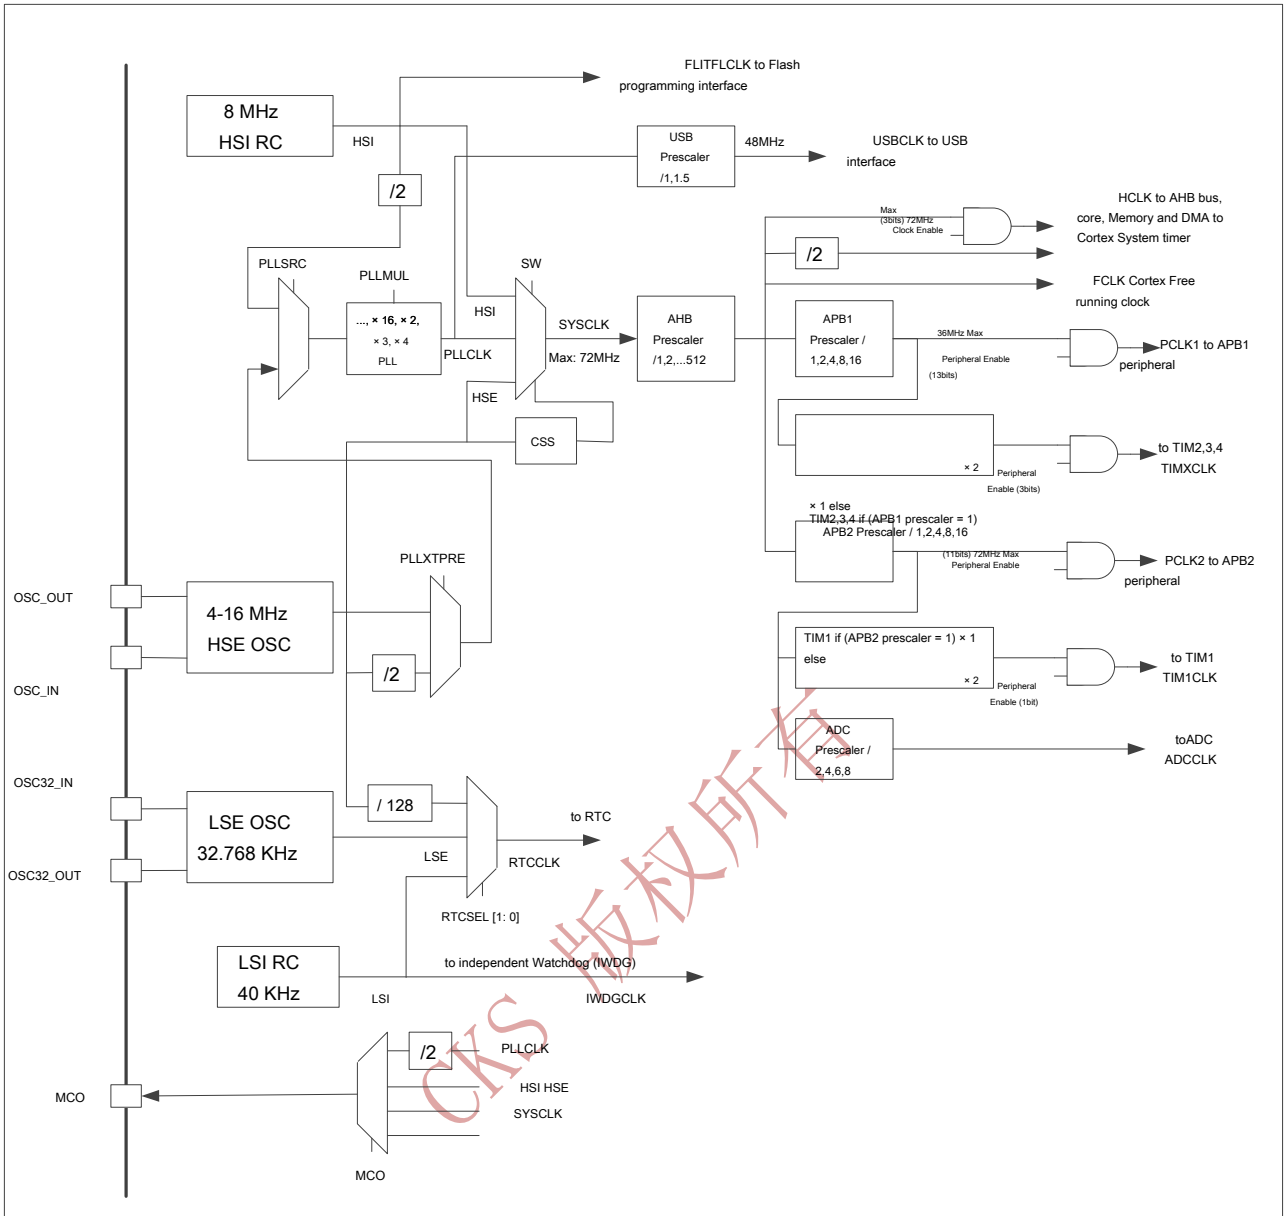 FLITFLCLK to Flash
programming interface
8 MHz
HSI RC
HSI
USB
Prescaler
/1,1.5
48MHz
USBCLK to USB
interface
/2
Max
(3bits) 72MHz
Clock Enable
HCLK to AHB bus,
core, Memory and DMA to
Cortex System timer
/2
PLLSRC
PLLMUL
SW
FCLK Cortex Free
running clock
..., × 16, × 2,
× 3, × 4
PLL
HSI
PLLCLK
HSE
SYSCLK
Max: 72MHz
AHB
Prescaler
/1,2,...512
APB1
Prescaler /
1,2,4,8,16
36MHz Max
Peripheral Enable
(13bits)
PCLK1 to APB1
peripheral
CSS
× 2
Peripheral
Enable (3bits)
to TIM2,3,4
TIMXCLK
× 1 else
TIM2,3,4 if (APB1 prescaler = 1)
APB2 Prescaler / 1,2,4,8,16
(11bits) 72MHz Max
Peripheral Enable
PCLK2 to APB2
peripheral
PLLXTPRE
OSC_OUT
4-16 MHz
HSE OSC
/2
OSC_IN
TIM1 if (APB2 prescaler = 1) × 1
else
× 2
Peripheral
Enable (1bit)
to TIM1
TIM1CLK
ADC
Prescaler /
2,4,6,8
toADC
ADCCLK
OSC32_IN
LSE OSC
32.768 KHz
OSC32_OUT
/ 128
LSE
to RTC
RTCCLK
RTCSEL [1: 0]
LSI RC
40 KHz
LSI
to independent Watchdog (IWDG)
IWDGCLK
/2
PLLCLK
HSI HSE
SYSCLK
MCO
MCO
CKS 版权所有